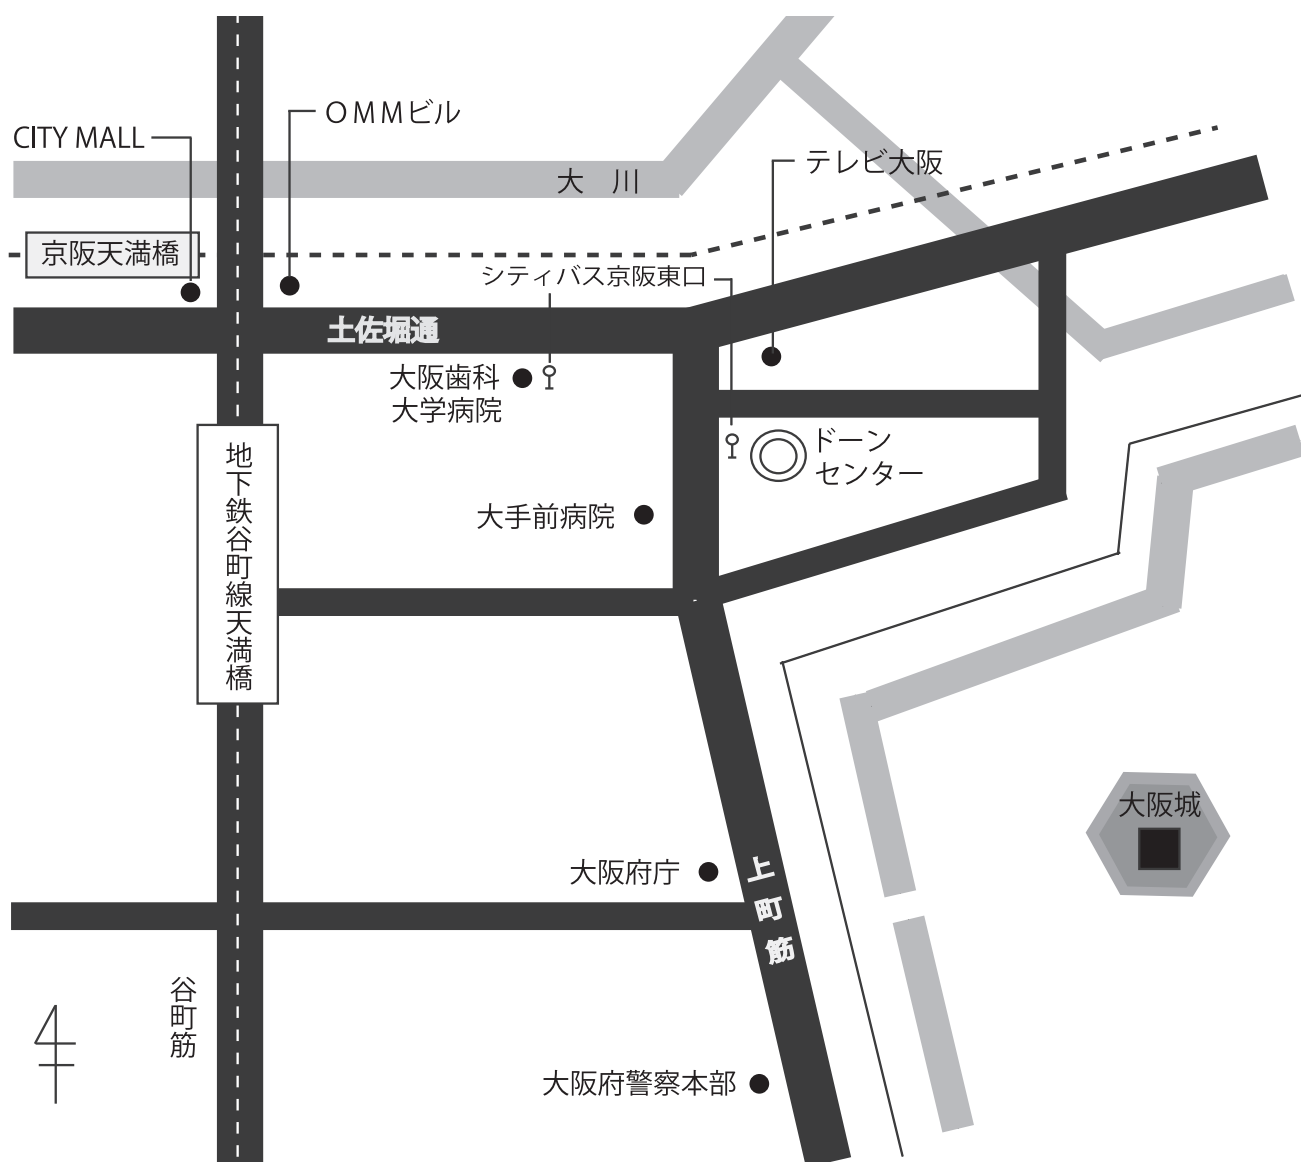 OMMビル
CITY MALL
テレビ大阪
大　川
京阪天満橋
シティバス京阪東口
土佐堀通
大阪歯科
大学病院
ドーン
センター
地下鉄谷町線天満橋
大手前病院
大阪城
大阪府庁
上町筋
谷町筋
大阪府警察本部